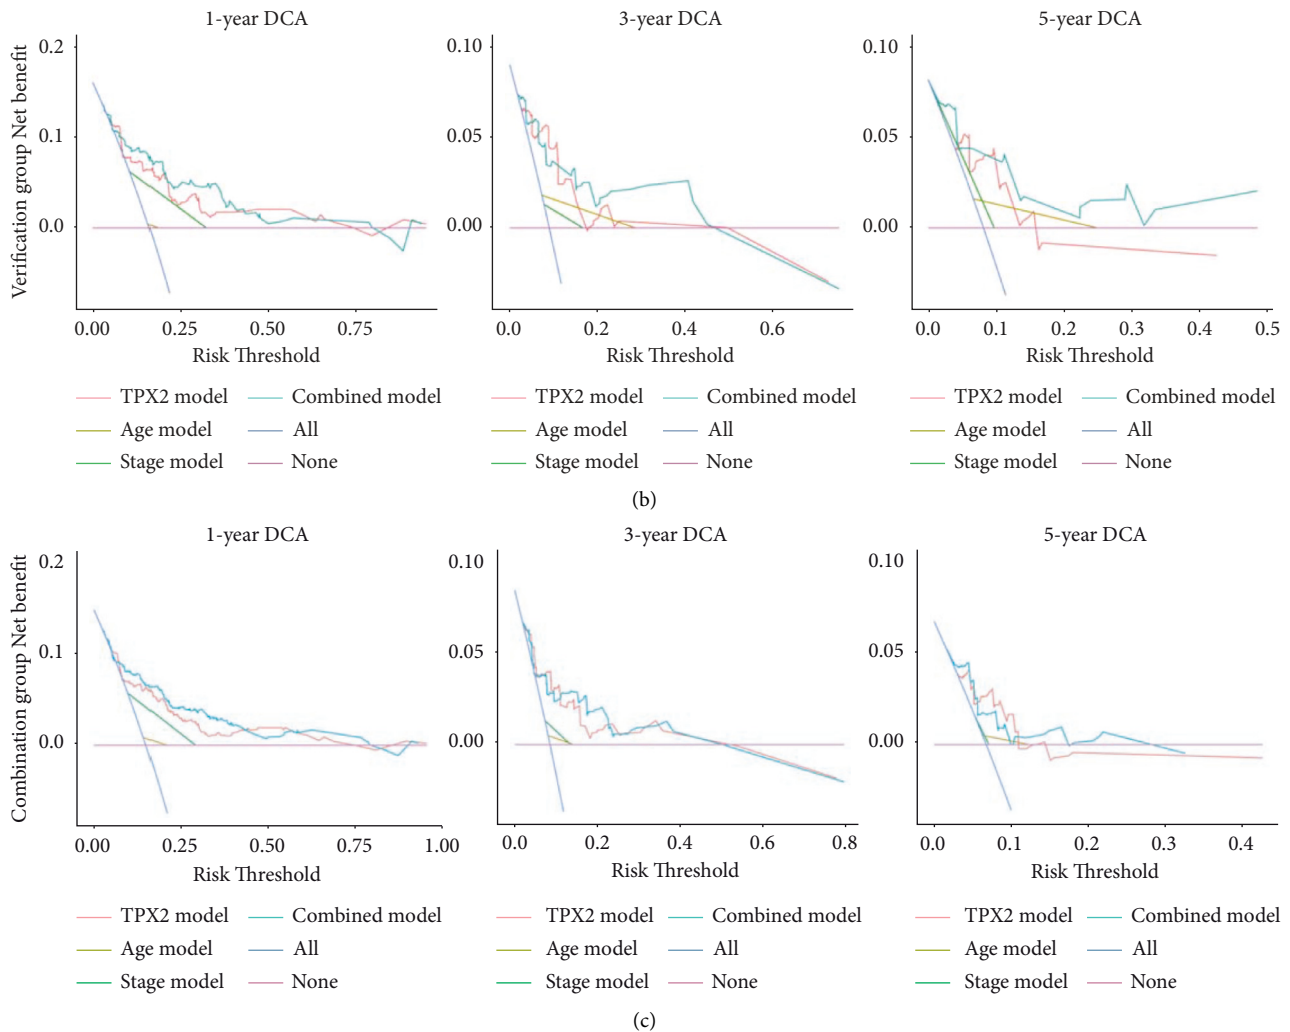 1-year DCA 3-year DCA 5-year DCA
Verification group Net benefit
0.2 0.10 0.10
0.1 0.05 0.05
0.0 0.00 0.00
0.00 0.25 0.50 0.75 0.0 0.2 0.4 0.6 0.0 0.1 0.2 0.3 0.4 0.5
Risk Threshold Risk Threshold Risk Threshold
TPX2 model Combined model TPX2 model Combined model TPX2 model Combined model
Age model All Age model All Age model All
Stage model None Stage model None Stage model None
(b)
1-year DCA 3-year DCA 5-year DCA
Combination group Net benefit
0.2 0.10 0.10
0.1 0.05 0.05
0.0 0.00 0.00
0.00 0.25 0.50 0.75 1.00 0.0 0.2 0.4 0.6 0.8 0.0 0.1 0.2 0.3 0.4
Risk Threshold Risk Threshold Risk Threshold
TPX2 model Combined model TPX2 model Combined model TPX2 model Combined model
Age model All Age model All Age model All
Stage model None Stage model None Stage model None
(c)